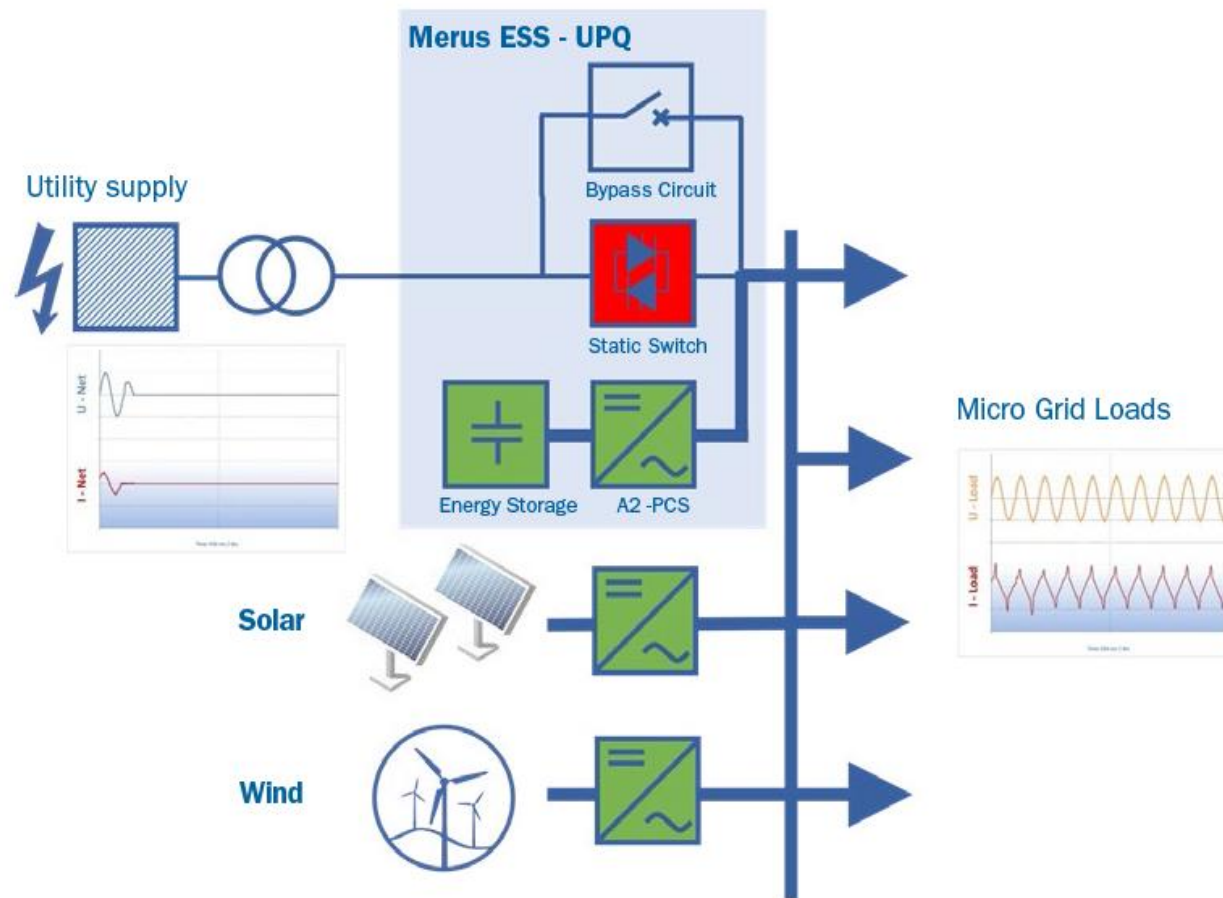 Merus ESS - UPQ
Bypass Circuit
Utility supply
Static Switch
U - Net
I - Net
Energy Storage
A2 -PCS
Micro Grid Loads
U - Load
I - Load
Solar
Wind